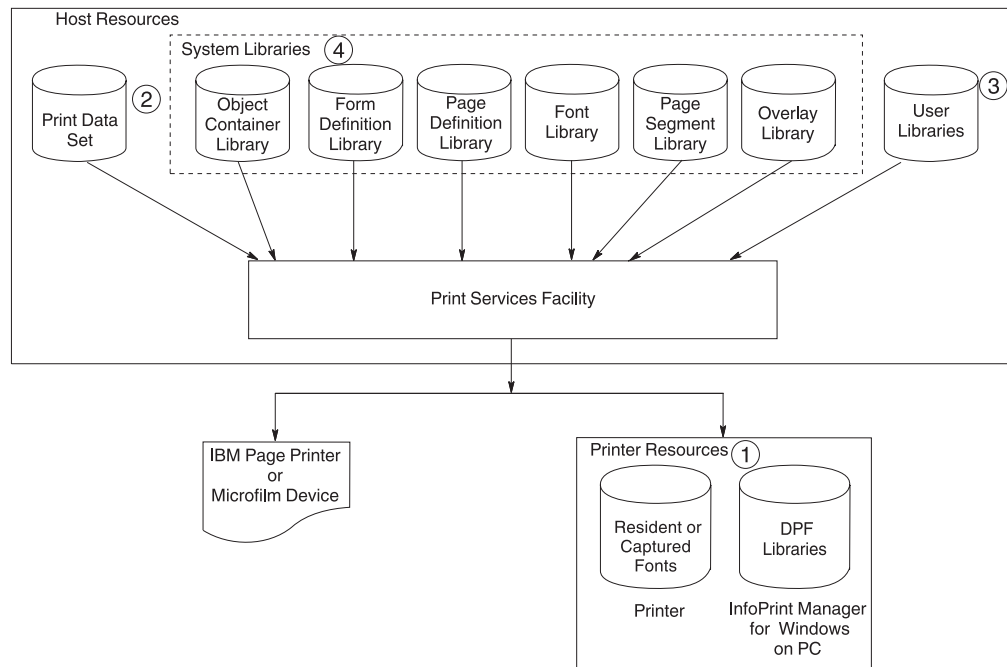 Host Resources
System Libraries
4
2
3
1
Print Data
Set
Object
Container
Library
Form
Definition
Library
Page
Definition
Library
Font
Library
Page
Segment
Library
Overlay
Library
User
Libraries
Print Services Facility
IBM Page Printer
or
Microfilm Device
Printer Resources
Resident or
Captured
Fonts
Printer
DPF
Libraries
InfoPrint Manager
for Windows
on PC